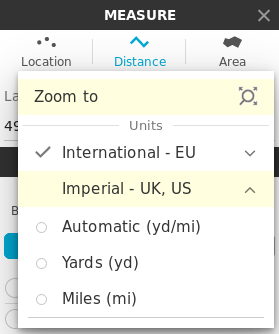 MEASURE
Location Distance Area
La
Zoom to
49
Units
International - EU
Imperial - UK, US
B
Automatic (yd/mi)
Yards (yd)
Miles (mi)